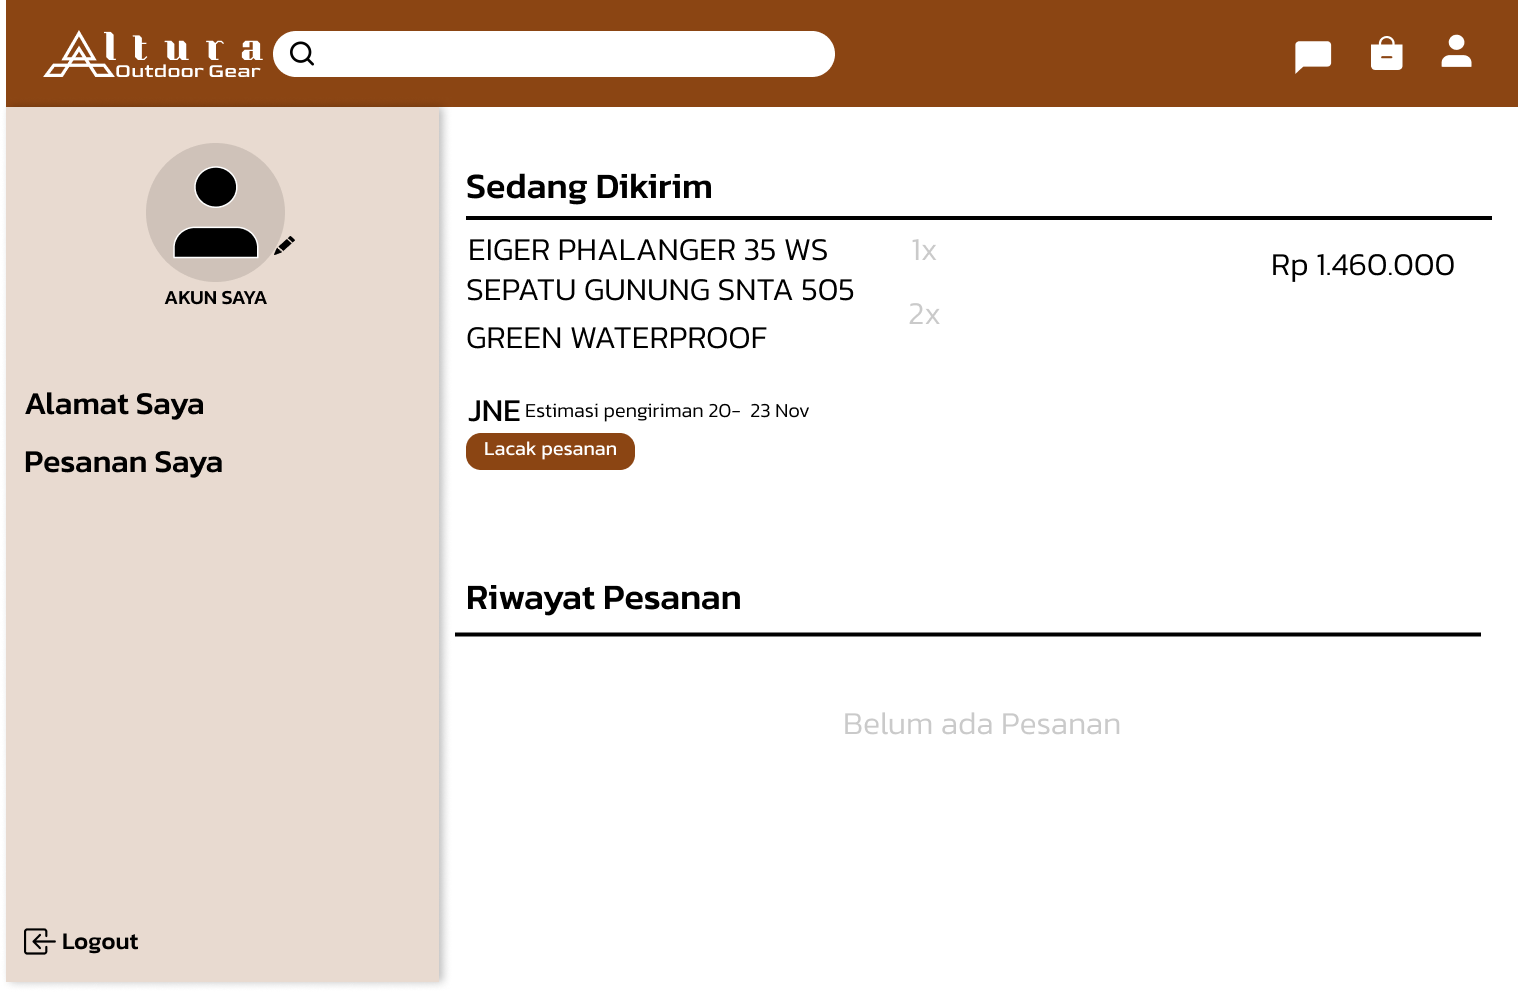 Altura
Outdoor Gear
AKUN SAYA
Alamat Saya
Pesanan Saya
Logout
Sedang Dikirim
EIGER PHALANGER 35 WS 1x Rp 1.460.000
SEPATU GUNUNG SNTA 505
GREEN WATERPROOF 2x
JNE Estimasi pengiriman 20- 23 Nov
Lacak pesanan
Riwayat Pesanan
Belum ada Pesanan